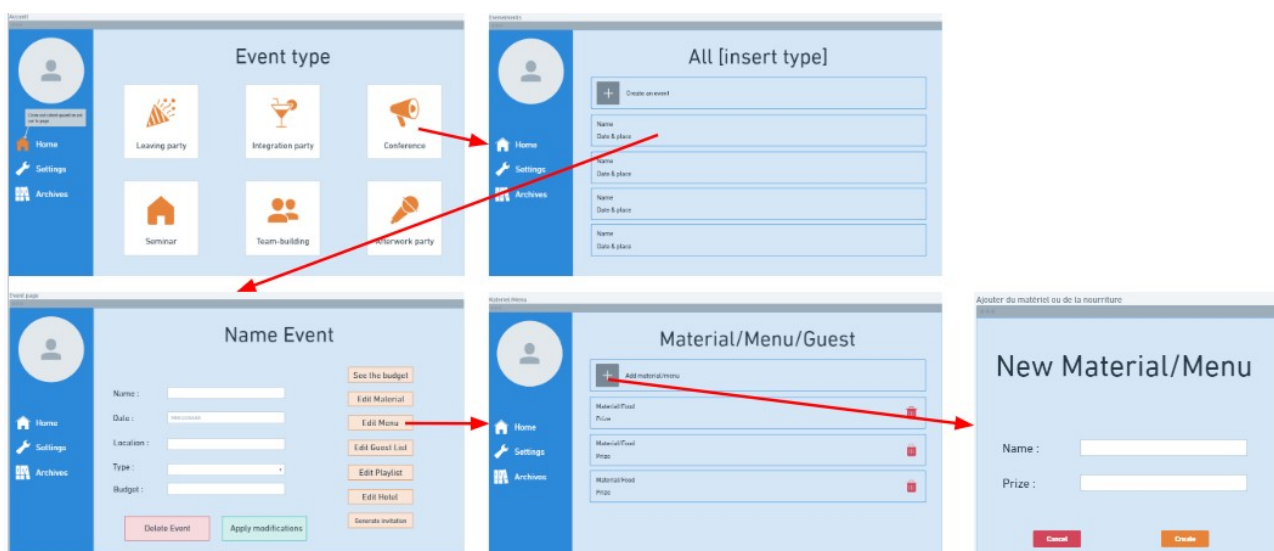 Accueil
Event type
Leaving party
Integration party
Conference
Seminar
Team-building
Afterwork party
Home
Settings
Archives
Evenements
All [insert type]
Create an event
Name
Date & place
Name
Date & place
Name
Date & place
Name
Date & place
Home
Settings
Archives
Event page
Name Event
Name :
Date :
Location :
Type :
Budget :
See the budget
Edit Material
Edit Menu
Edit Guest List
Edit Playlist
Edit Hotel
Generate invitation
Delete Event
Apply modifications
Home
Settings
Archives
Material/Menu/Guest
Add material/menu
Material/Food
Prize
Material/Food
Prize
Material/Food
Prize
Home
Settings
Archives
Ajouter du matériel ou de la nourriture
New Material/Menu
Name :
Prize :
Cancel
Create